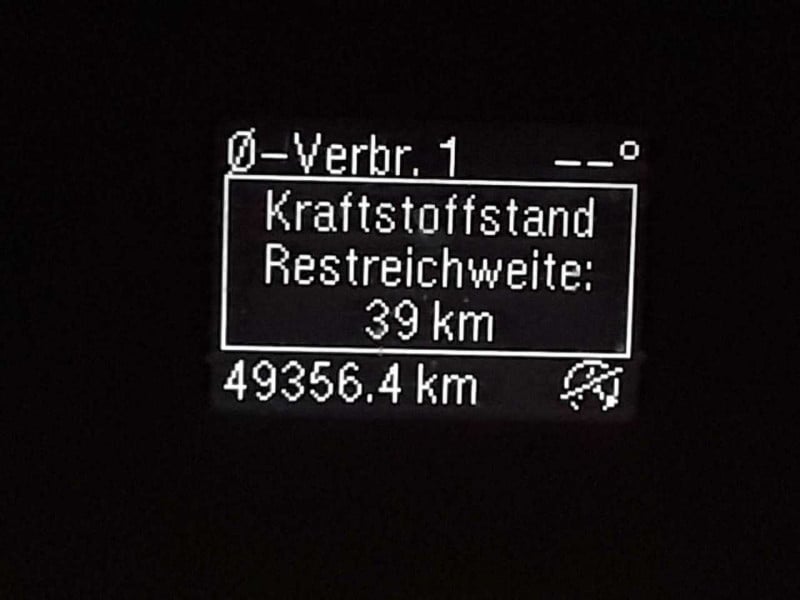 Ø-Verbr. 1 --°
Kraftstoffstand
Restreichweite:
39 km
49356.4 km